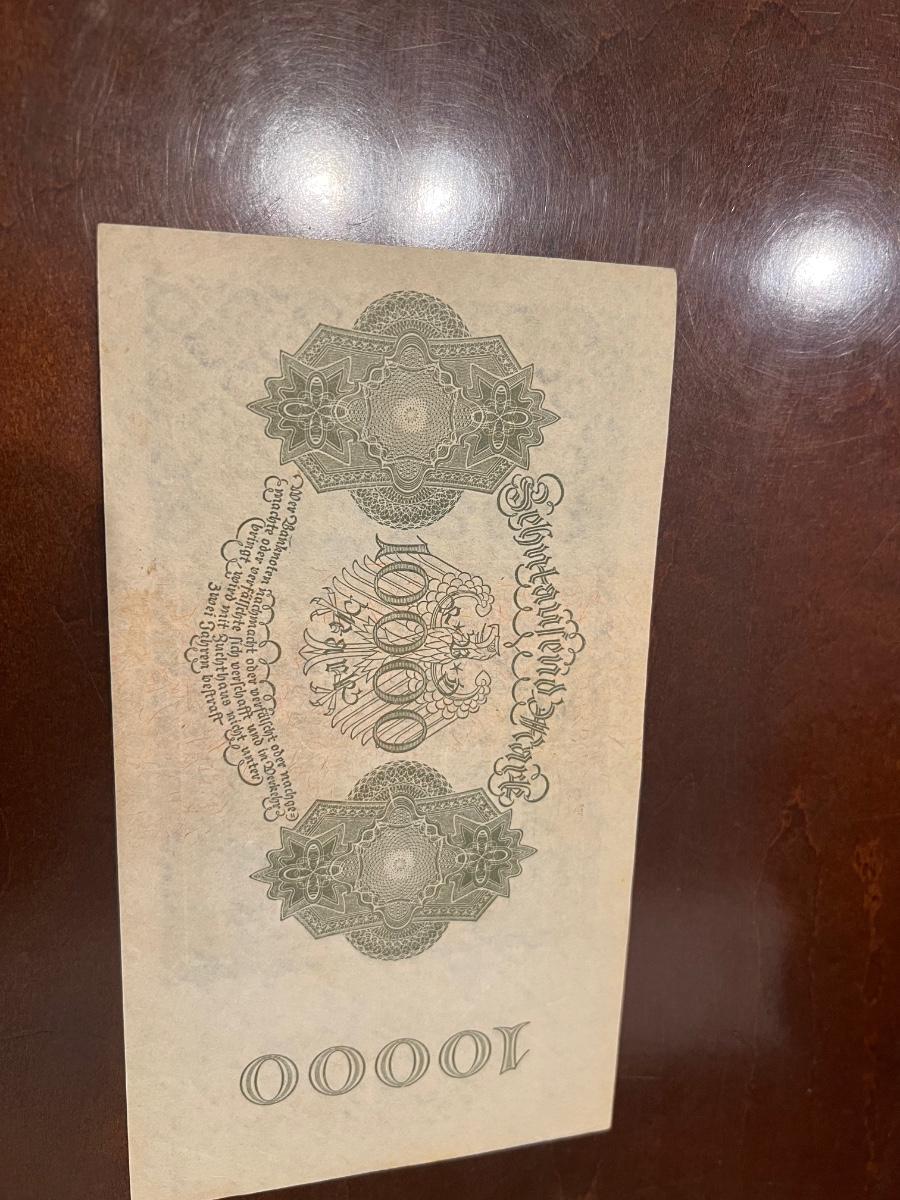 Zehntausend Mark
10000
Mark
Wer Banknoten nachmacht oder verfälscht oder nachge=
machte oder verfälschte sich verschafft und in Verkehr
bringt, wird mit Zuchthaus nicht unter
Zwei Jahren bestraft
10000